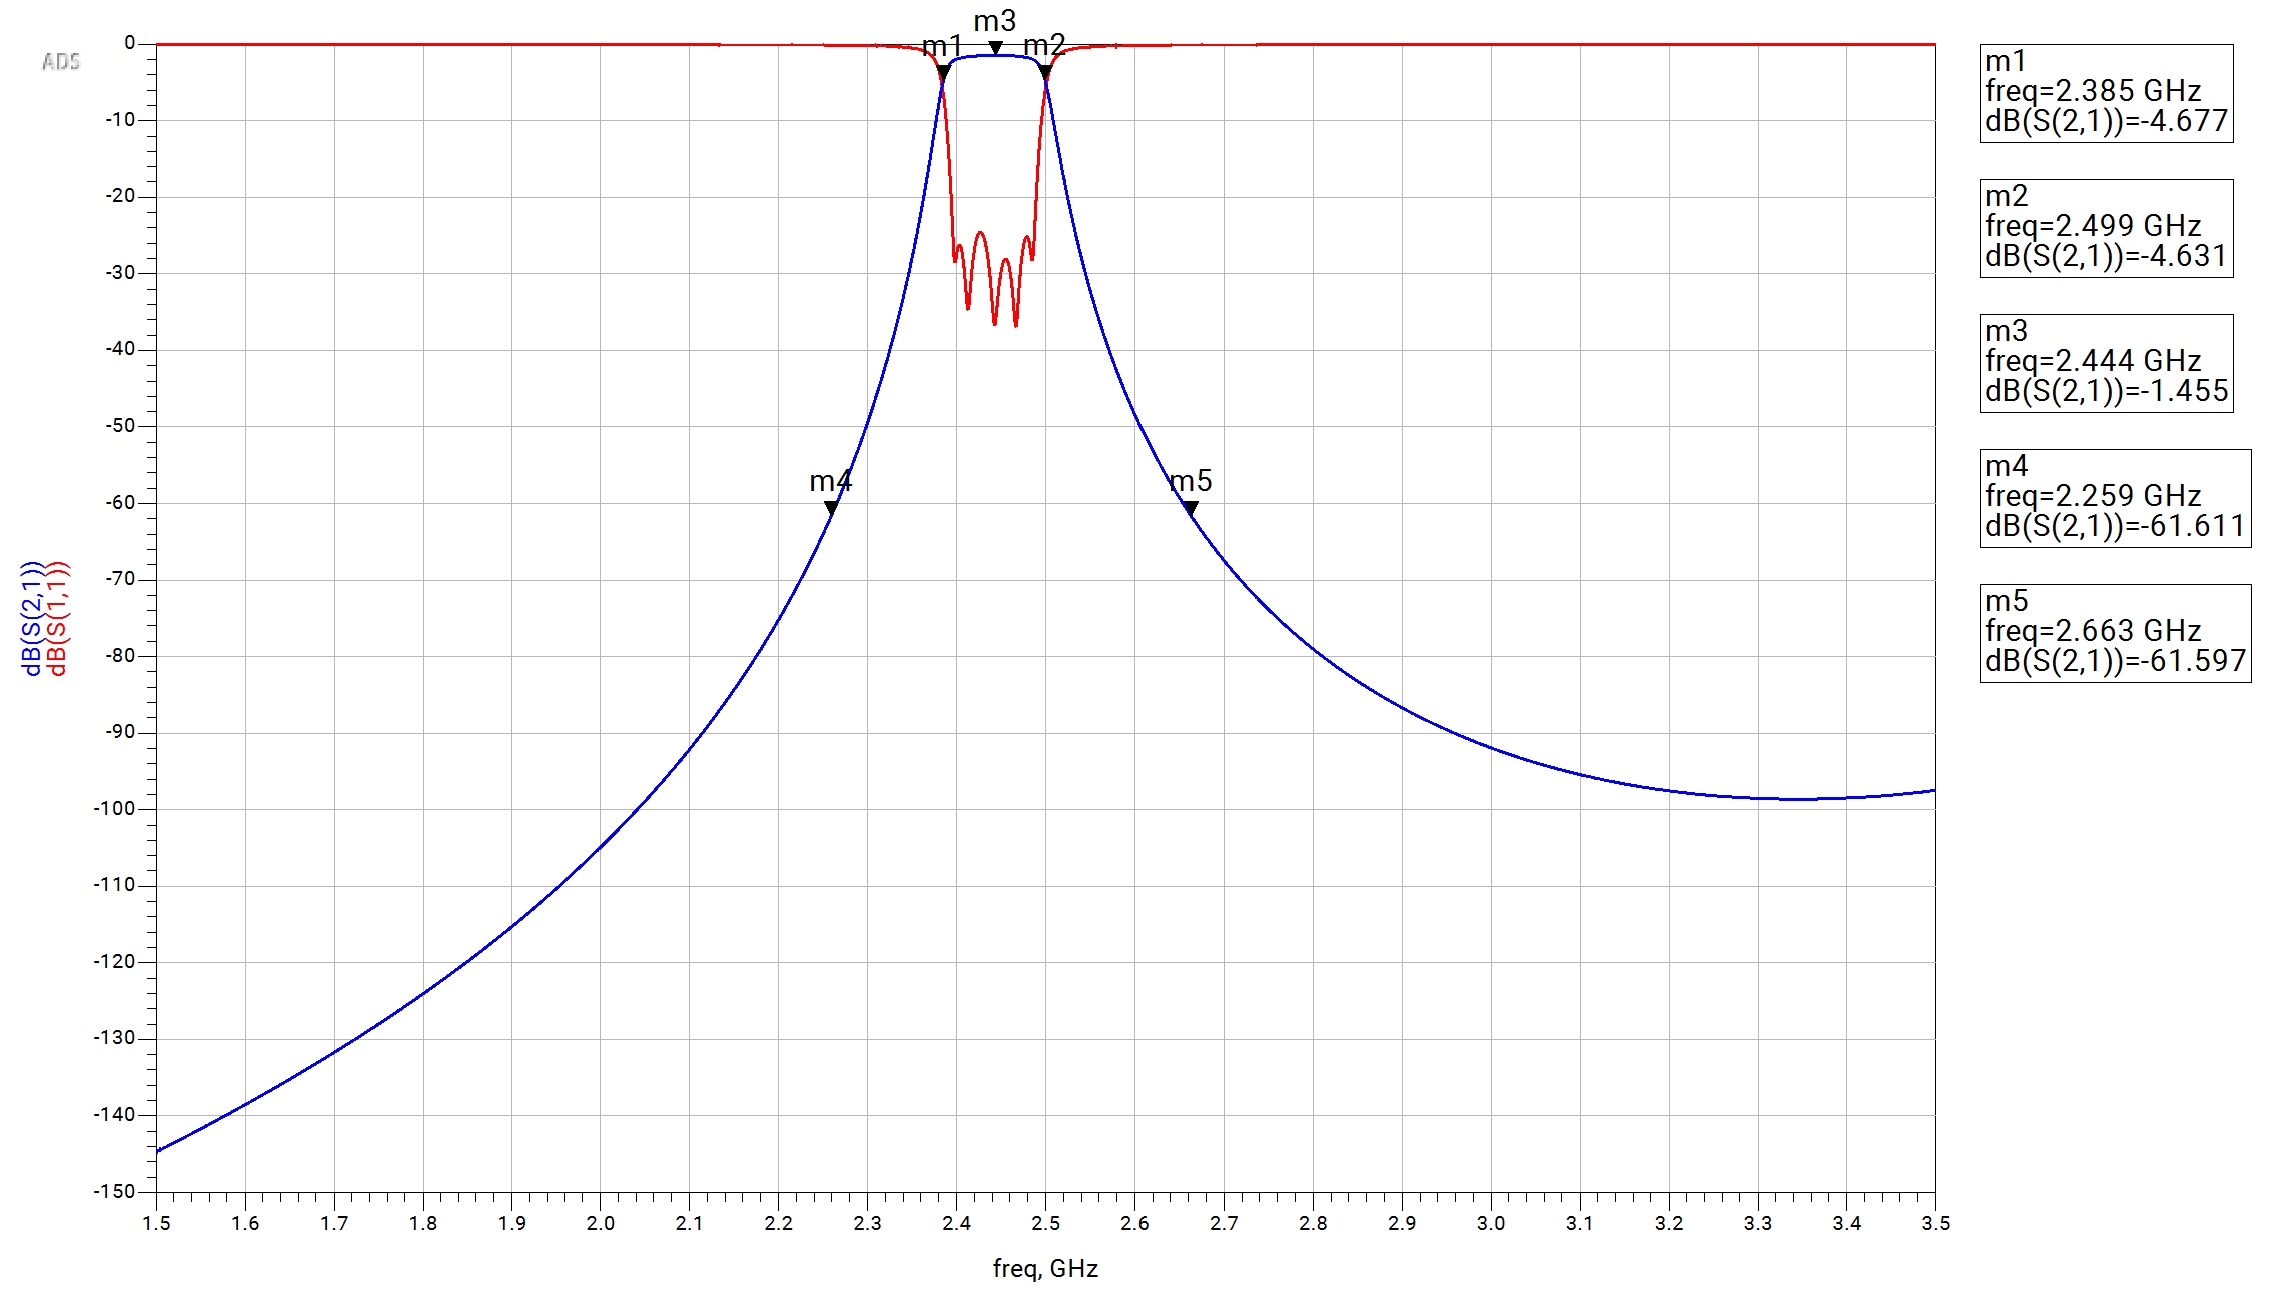 ADS
m3
m1
m2
m4
m5
0
-10
-20
-30
-40
-50
-60
-70
-80
-90
-100
-110
-120
-130
-140
-150
dB(S(2,1))
dB(S(1,1))
1.5 1.6 1.7 1.8 1.9 2.0 2.1 2.2 2.3 2.4 2.5 2.6 2.7 2.8 2.9 3.0 3.1 3.2 3.3 3.4 3.5
freq, GHz
m1
freq=2.385 GHz
dB(S(2,1))=-4.677
m2
freq=2.499 GHz
dB(S(2,1))=-4.631
m3
freq=2.444 GHz
dB(S(2,1))=-1.455
m4
freq=2.259 GHz
dB(S(2,1))=-61.611
m5
freq=2.663 GHz
dB(S(2,1))=-61.597